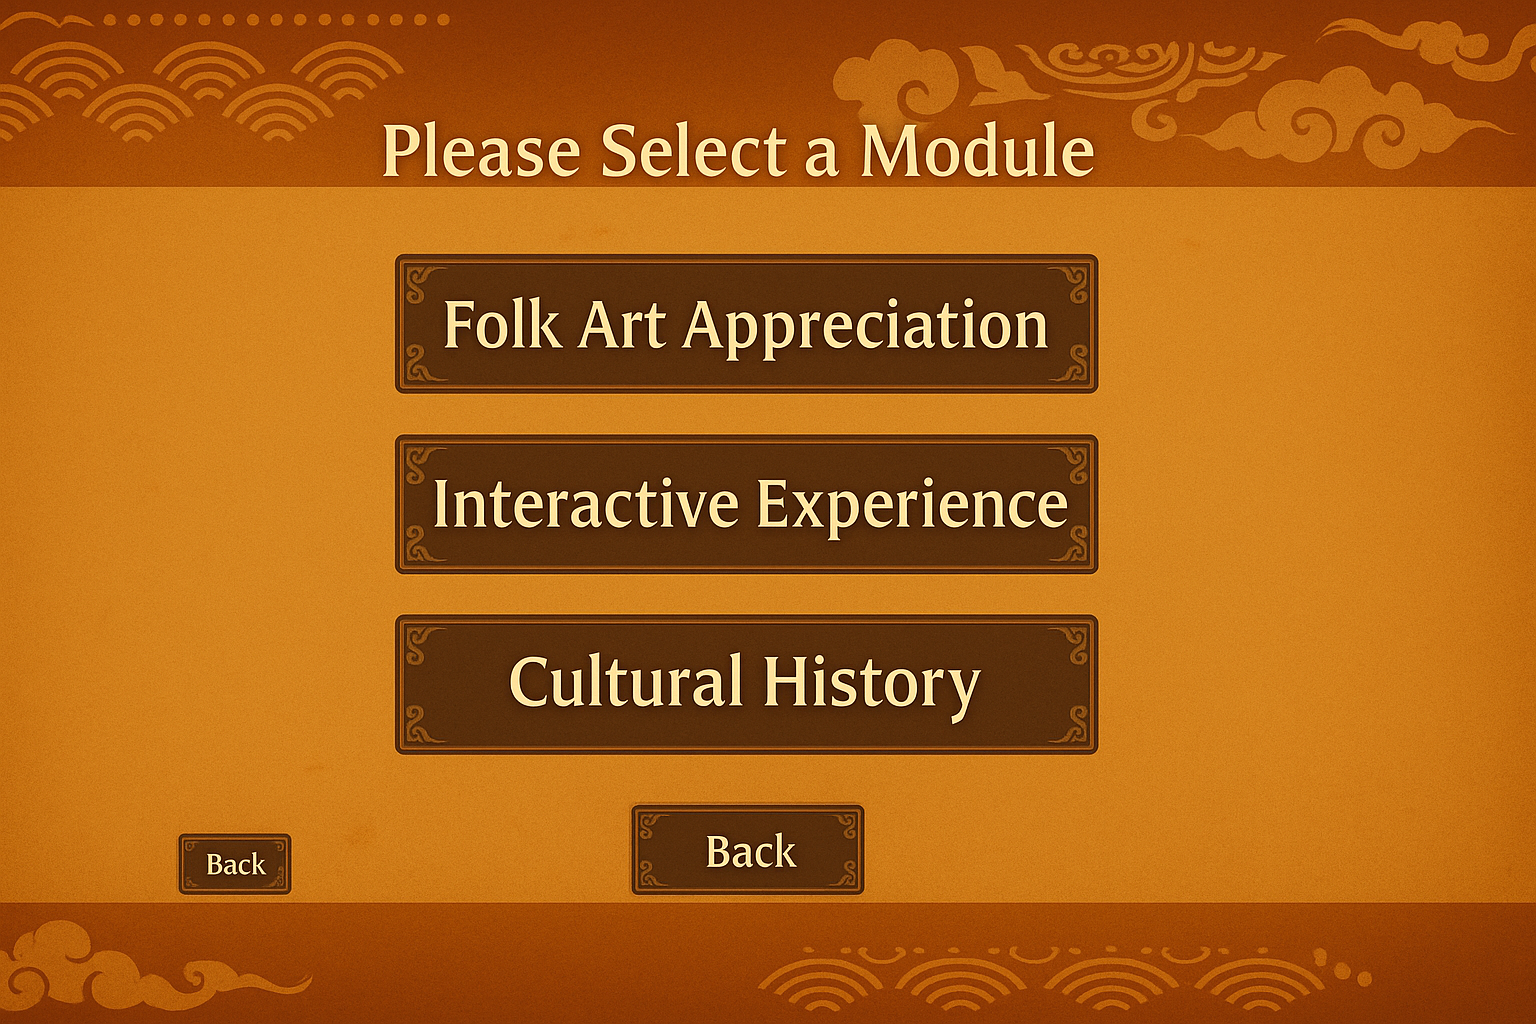 Please Select a Module
Folk Art Appreciation
Interactive Experience
Cultural History
Back
Back